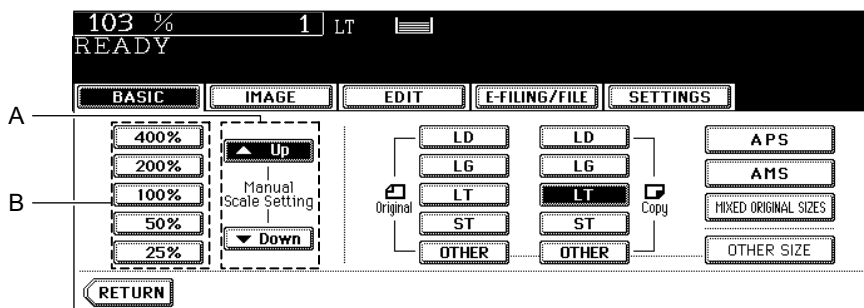 103 % 1 LT
READY
BASIC IMAGE EDIT E-FILING/FILE SETTINGS
A
B
400%
200%
100%
50%
25%
Up
Manual
Scale Setting
Down
Original
LD
LG
LT
ST
OTHER
LD
LG
LT
ST
OTHER
Copy
APS
AMS
MIXED ORIGINAL SIZES
OTHER SIZE
RETURN